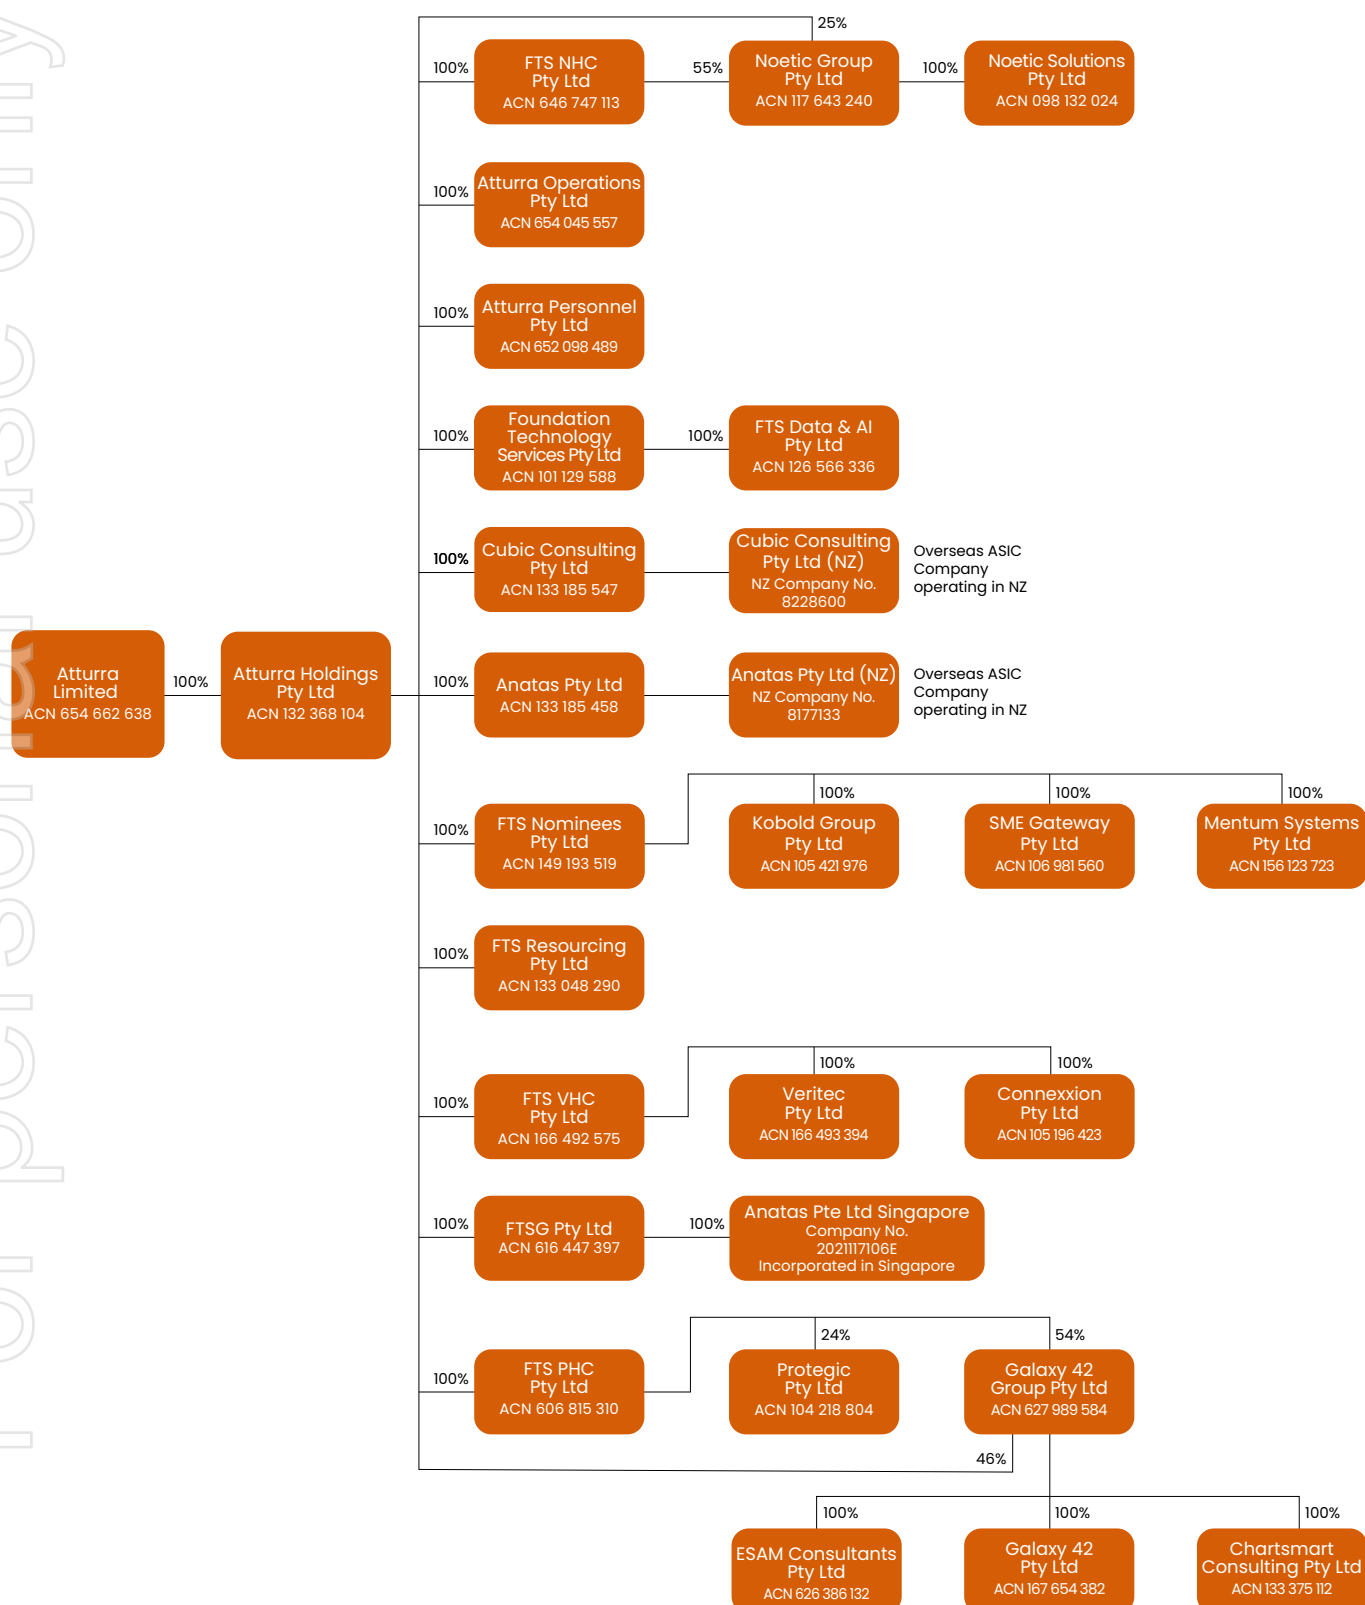 For personal use only
25%
100%
FTS NHC
Pty Ltd
ACN 646 747 113
55%
Noetic Group
Pty Ltd
ACN 117 643 240
100%
Noetic Solutions
Pty Ltd
ACN 098 132 024
100%
Atturra Operations
Pty Ltd
ACN 654 045 557
100%
Atturra Personnel
Pty Ltd
ACN 652 098 489
100%
Foundation
Technology
Services Pty Ltd
ACN 101 129 588
100%
FTS Data & AI
Pty Ltd
ACN 126 566 336
100%
Cubic Consulting
Pty Ltd
ACN 133 185 547
Cubic Consulting
Pty Ltd (NZ)
NZ Company No.
8228600
Overseas ASIC
Company
operating in NZ
Atturra
Limited
ACN 654 662 638
100%
Atturra Holdings
Pty Ltd
ACN 132 368 104
100%
Anatas Pty Ltd
ACN 133 185 458
Anatas Pty Ltd (NZ)
NZ Company No.
8177133
Overseas ASIC
Company
operating in NZ
100%
FTS Nominees
Pty Ltd
ACN 149 193 519
100%
Kobold Group
Pty Ltd
ACN 105 421 976
100%
SME Gateway
Pty Ltd
ACN 106 981 560
100%
Mentum Systems
Pty Ltd
ACN 156 123 723
100%
FTS Resourcing
Pty Ltd
ACN 133 048 290
100%
FTS VHC
Pty Ltd
ACN 166 492 575
100%
Veritec
Pty Ltd
ACN 166 493 394
100%
Connexxion
Pty Ltd
ACN 105 196 423
100%
FTSG Pty Ltd
ACN 616 447 397
100%
Anatas Pte Ltd Singapore
Company No.
2021117106E
Incorporated in Singapore
100%
FTS PHC
Pty Ltd
ACN 606 815 310
24%
Protegic
Pty Ltd
ACN 104 218 804
54%
Galaxy 42
Group Pty Ltd
ACN 627 989 584
46%
100%
ESAM Consultants
Pty Ltd
ACN 626 386 132
100%
Galaxy 42
Pty Ltd
ACN 167 654 382
100%
Chartsmart
Consulting Pty Ltd
ACN 133 375 112